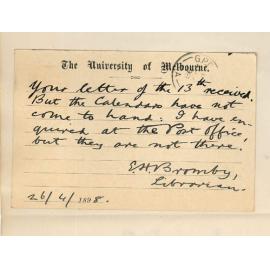 The University of Melbourne.
G.P.
Your letter of the 13th received.
But the Calendars have not
come to hand. I have en-
quired at the Post Office,
but they are not there.
E H Bromby,
Librarian.
26/4/1898.